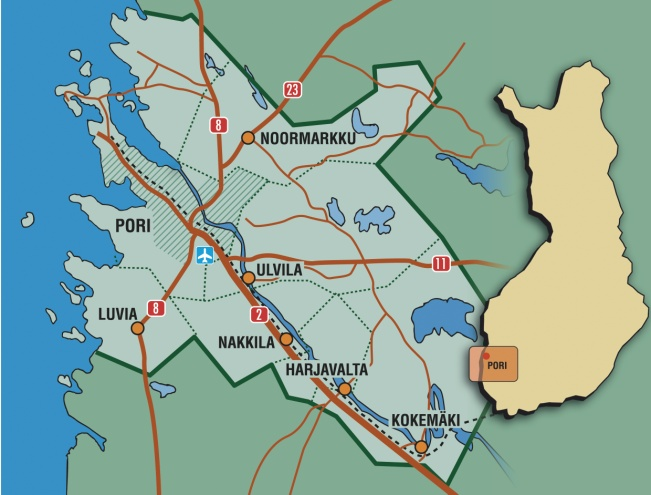 23
8
NOORMARKKU
PORI
ULVILA
11
LUVIA
8
2
NAKKILA
HARJAVALTA
PORI
KOKEMÄKI